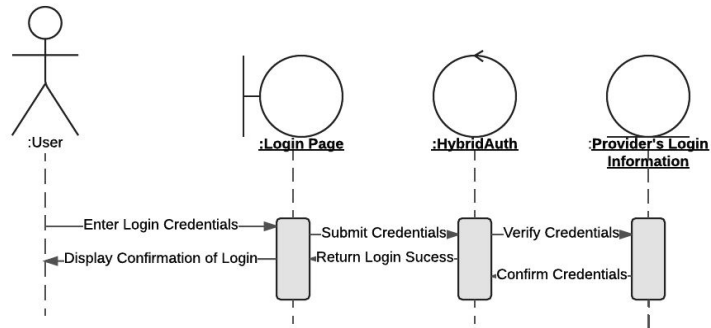 :User
:Login Page
:HybridAuth
:Provider's Login
Information
Enter Login Credentials
Submit Credentials
Verify Credentials
Display Confirmation of Login
Return Login Sucess
Confirm Credentials